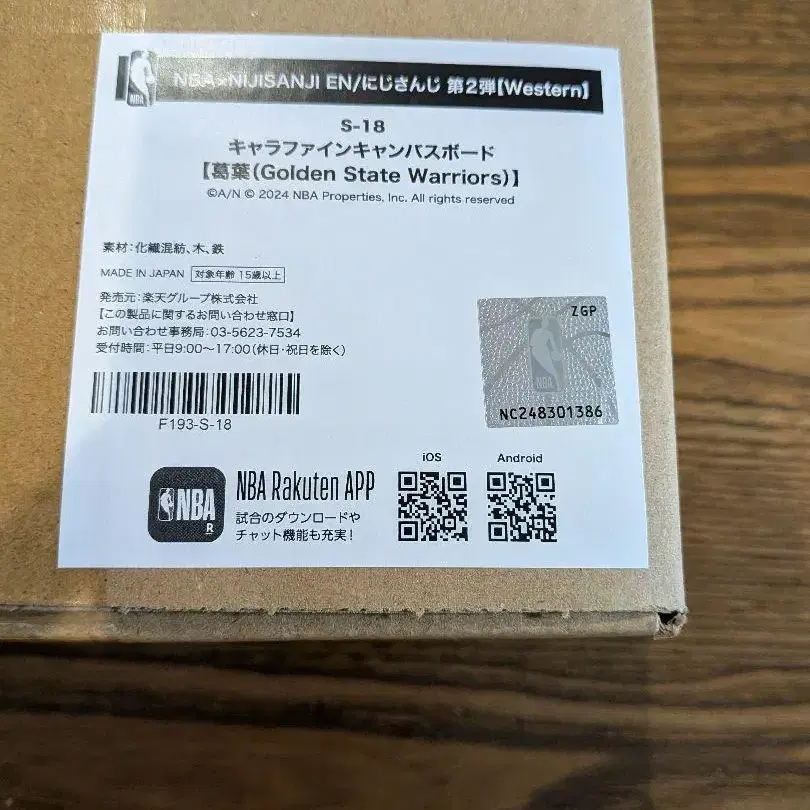 NBA
NBA×NIJISANJI EN/にじさんじ 第2弾【Western】
S-18
キャラファインキャンバスボード
【葛葉(Golden State Warriors)】
©A/N © 2024 NBA Properties, Inc. All rights reserved
素材:化繊混紡、木、鉄
MADE IN JAPAN 対象年齢 15歳以上
発売元:楽天グループ株式会社
【この製品に関するお問い合わせ窓口】
お問い合わせ事務局:03-5623-7534
受付時間:平日9:00〜17:00(休日・祝日を除く)
F193-S-18
ZGP
NBA
NC248301386
NBA
R
NBA Rakuten APP
試合のダウンロードや
チャット機能も充実!
iOS
Android